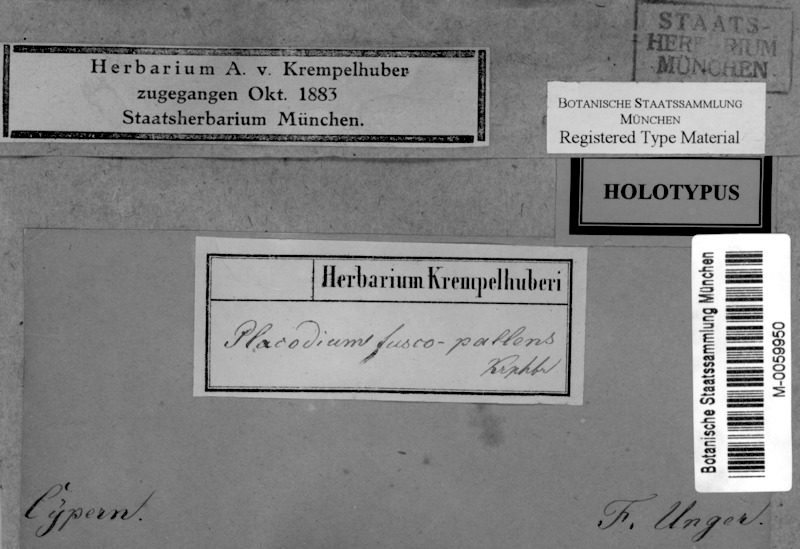 STAATS-
HERBARIUM
MÜNCHEN
Herbarium A. v. Krempelhuber
zugegangen Okt. 1883
Staatsherbarium München.
BOTANISCHE STAATSSAMMLUNG
MÜNCHEN
Registered Type Material
HOLOTYPUS
Herbarium Krempelhuberi
Placodium fusco-pallens
Krphbr
Botanische Staatssammlung München
M-0059950
Cypern.
F. Unger.